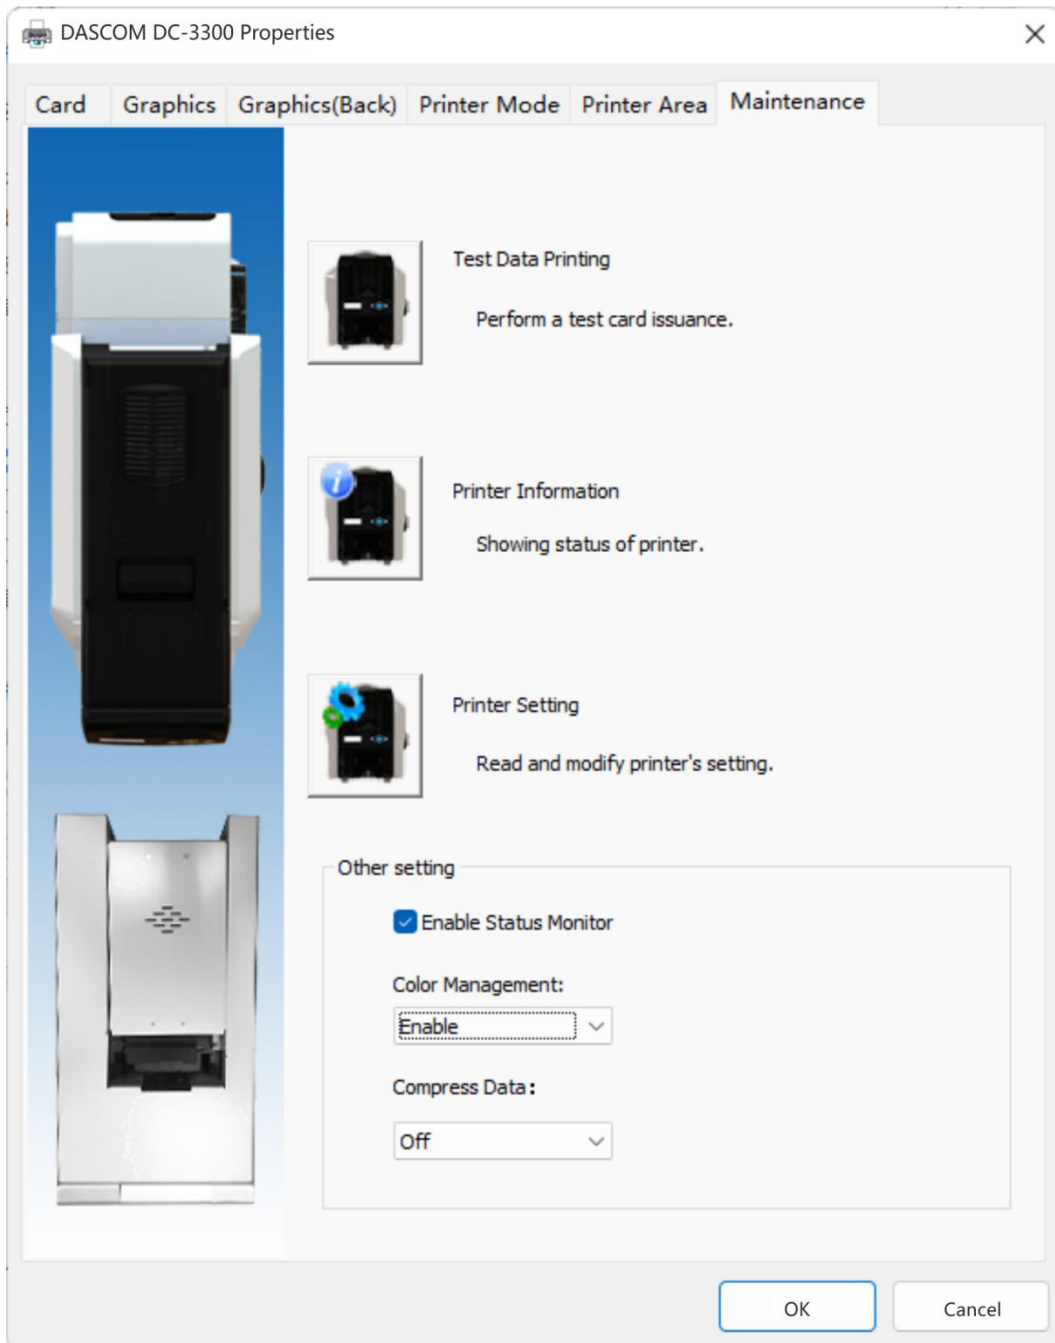 DASCOM DC-3300 Properties
Card Graphics Graphics(Back) Printer Mode Printer Area Maintenance
Test Data Printing
Perform a test card issuance.
Printer Information
Showing status of printer.
Printer Setting
Read and modify printer's setting.
Other setting
Enable Status Monitor
Color Management:
Enable
Compress Data:
Off
OK Cancel